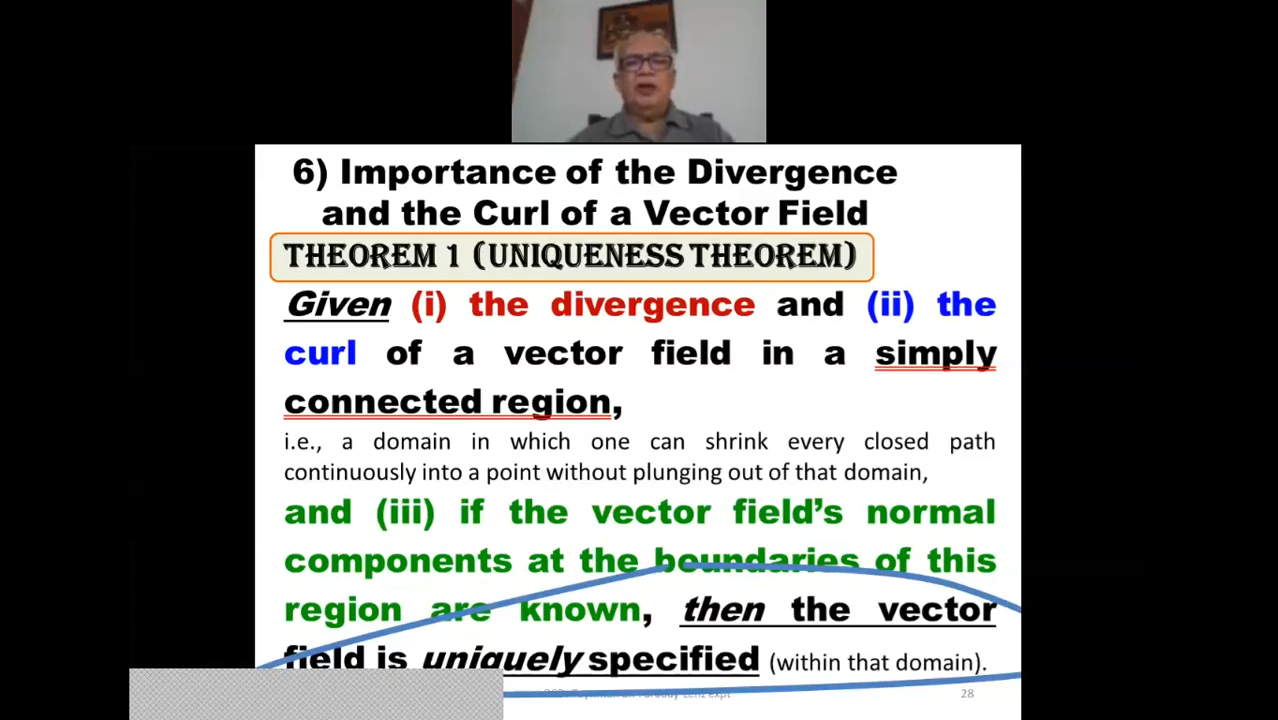 6) Importance of the Divergence
and the Curl of a Vector Field
THEOREM 1 (UNIQUENESS THEOREM)
Given (i) the divergence and (ii) the
curl of a vector field in a simply
connected region,
i.e., a domain in which one can shrink every closed path
continuously into a point without plunging out of that domain,
and (iii) if the vector field's normal
components at the boundaries of this
region are known, then the vector
field is uniquely specified (within that domain).
28